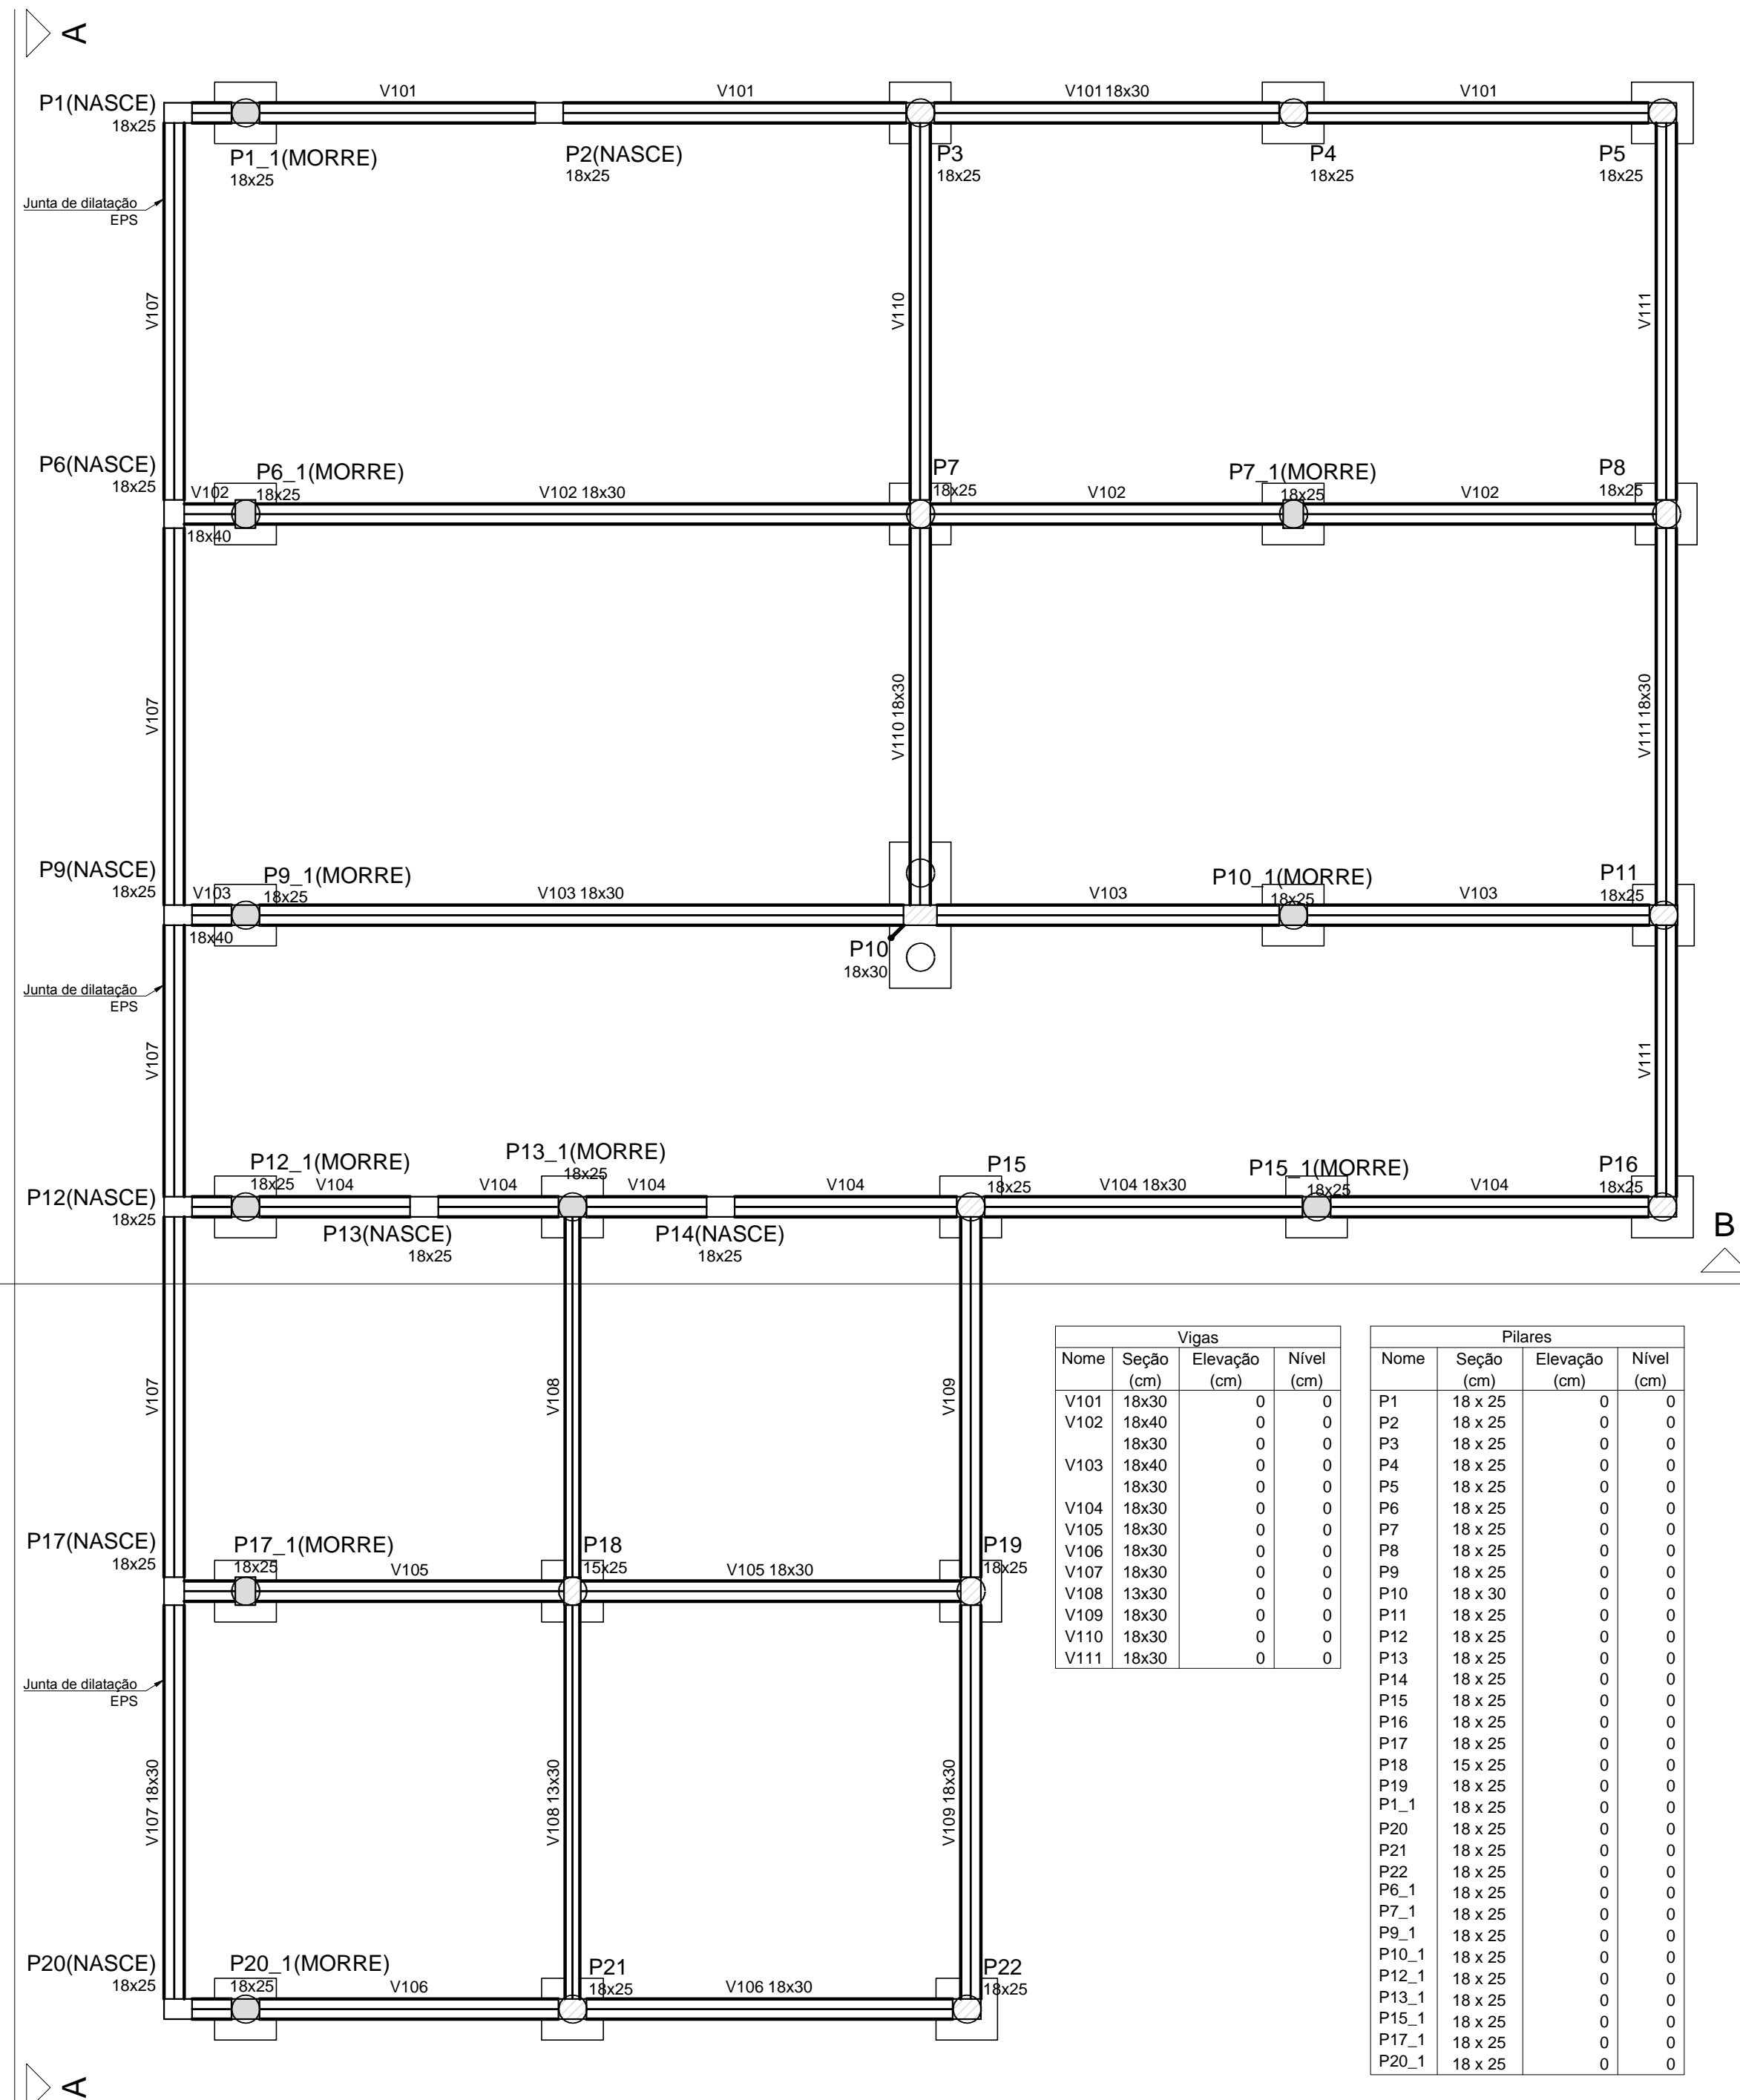 A
V101
V101
V101 18x30
V101
P1(NASCE)
18x25
P1_1(MORRE)
18x25
P2(NASCE)
18x25
P3
18x25
P4
18x25
P5
18x25
Junta de dilatação
EPS
V107
V110
V111
P6(NASCE)
18x25
V102
18x40
P6_1(MORRE)
18x25
V102 18x30
P7
18x25
V102
P7_1(MORRE)
18x25
V102
P8
18x25
V107
V110 18x30
V111 18x30
P9(NASCE)
18x25
V103
18x40
P9_1(MORRE)
18x25
V103 18x30
P10
18x30
V103
P10_1(MORRE)
18x25
V103
P11
18x25
Junta de dilatação
EPS
V107
V111
P12(NASCE)
18x25
P12_1(MORRE)
18x25
V104
P13(NASCE)
18x25
V104
P13_1(MORRE)
18x25
V104
P14(NASCE)
18x25
V104
P15
18x25
V104 18x30
P15_1(MORRE)
18x25
V104
P16
18x25
B
V107
V108
V109
P17(NASCE)
18x25
P17_1(MORRE)
18x25
V105
P18
15x25
V105 18x30
P19
18x25
Junta de dilatação
EPS
V107 18x30
V108 13x30
V109 18x30
P20(NASCE)
18x25
P20_1(MORRE)
18x25
V106
P21
18x25
V106 18x30
P22
18x25
A
Vigas
Nome Seção Elevação Nível
(cm) (cm) (cm)
V101 18x30 0 0
V102 18x40 0 0
18x30 0 0
V103 18x40 0 0
18x30 0 0
V104 18x30 0 0
V105 18x30 0 0
V106 18x30 0 0
V107 18x30 0 0
V108 13x30 0 0
V109 18x30 0 0
V110 18x30 0 0
V111 18x30 0 0
Pilares
Nome Seção Elevação Nível
(cm) (cm) (cm)
P1 18 x 25 0 0
P2 18 x 25 0 0
P3 18 x 25 0 0
P4 18 x 25 0 0
P5 18 x 25 0 0
P6 18 x 25 0 0
P7 18 x 25 0 0
P8 18 x 25 0 0
P9 18 x 25 0 0
P10 18 x 30 0 0
P11 18 x 25 0 0
P12 18 x 25 0 0
P13 18 x 25 0 0
P14 18 x 25 0 0
P15 18 x 25 0 0
P16 18 x 25 0 0
P17 18 x 25 0 0
P18 15 x 25 0 0
P19 18 x 25 0 0
P1_1 18 x 25 0 0
P20 18 x 25 0 0
P21 18 x 25 0 0
P22 18 x 25 0 0
P6_1 18 x 25 0 0
P7_1 18 x 25 0 0
P9_1 18 x 25 0 0
P10_1 18 x 25 0 0
P12_1 18 x 25 0 0
P13_1 18 x 25 0 0
P15_1 18 x 25 0 0
P17_1 18 x 25 0 0
P20_1 18 x 25 0 0